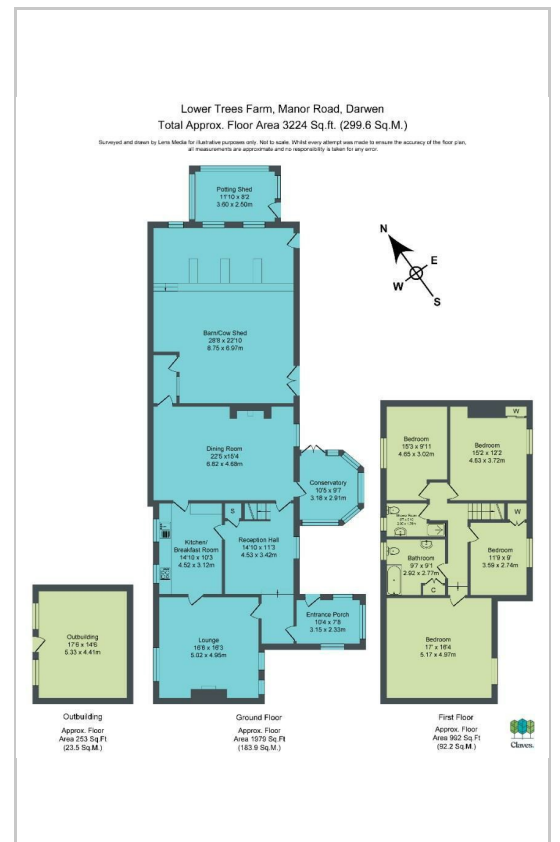 Lower Trees Farm, Manor Road, Darwen
Total Approx. Floor Area 3224 Sq.ft. (299.6 Sq.M.)
Surveyed and drawn by Lens Media for illustrative purposes only. Not to scale. Whilst every attempt was made to ensure the accuracy of the floor plan,
all measurements are approximate and no responsibility is taken for any error.
Potting Shed
11'10 x 8'2
3.60 x 2.50m
N
E
W
S
Barn/Cow Shed
28'8 x 22'10
8.75 x 6.97m
Dining Room
22'5 x15'4
6.82 x 4.68m
Conservatory
10'5 x 9'7
3.18 x 2.91m
Kitchen/
Breakfast Room
14'10 x 10'3
4.52 x 3.12m
S
Reception Hall
14'10 x 11'3
4.53 x 3.42m
Entrance Porch
10'4 x 7'8
3.15 x 2.33m
Lounge
16'6 x 16'3
5.02 x 4.95m
Outbuilding
17'6 x 14'6
5.33 x 4.41m
Bedroom
15'3 x 9'11
4.65 x 3.02m
W
Bedroom
15'2 x 12'2
4.63 x 3.72m
W
Bathroom
9'7 x 9'1
2.92 x 2.77m
C
Bedroom
11'9 x 9'
3.59 x 2.74m
Bedroom
17' x 16'4
5.17 x 4.97m
Outbuilding
Approx. Floor
Area 253 Sq.Ft
(23.5 Sq.M.)
Ground Floor
Approx. Floor
Area 1979 Sq.Ft
(183.9 Sq.M.)
First Floor
Approx. Floor
Area 992 Sq.Ft
(92.2 Sq.M.)
Claves.